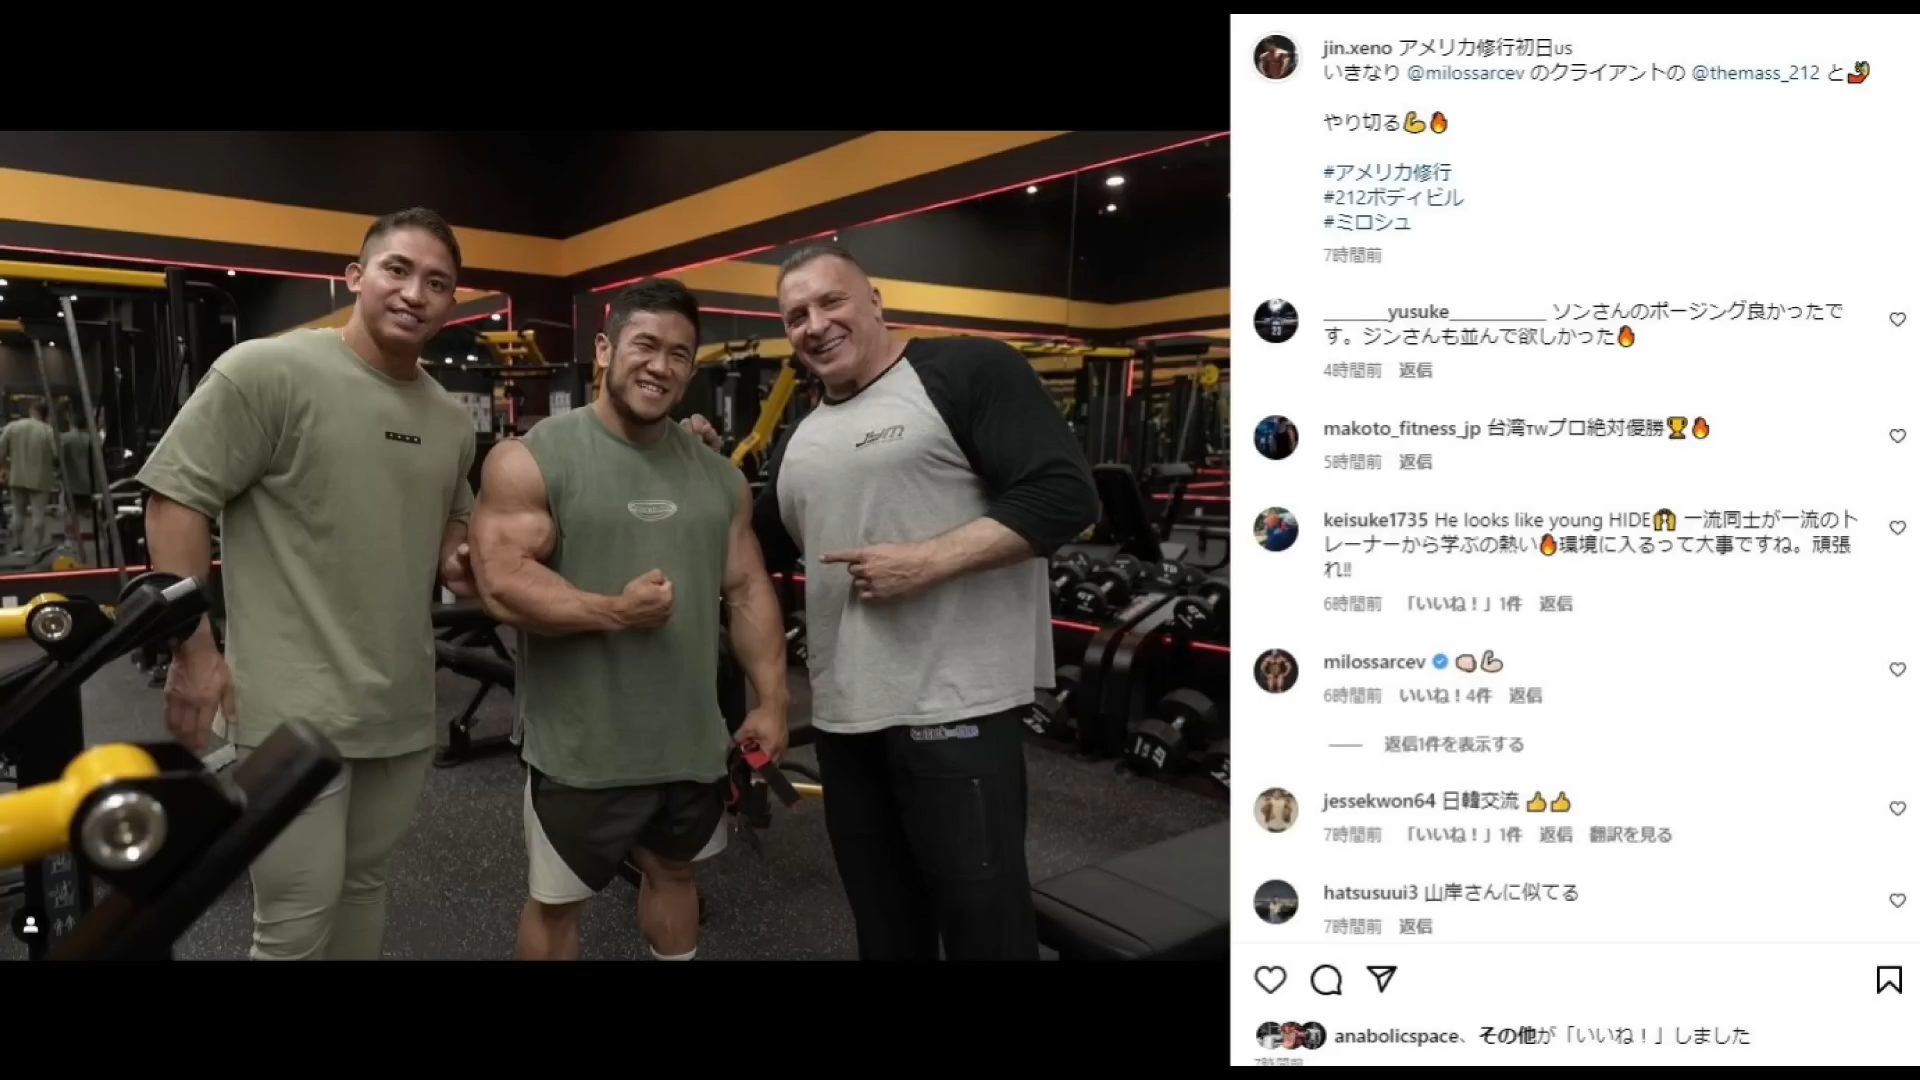 jin.xeno アメリカ修行初日us
いきなり @milossarcev のクライアントの @themass_212 と
やり切る💪🔥
#アメリカ修行
#212ボディビル
#ミロシュ
7時間前
_______yusuke__________ ソンさんのポージング良かったで
す。ジンさんも並んで欲しかった🔥
4時間前 返信
makoto_fitness_jp 台湾TWプロ絶対優勝🏆🔥
5時間前 返信
keisuke1735 He looks like young HIDE🙌 一流同士が一流のト
レーナーから学ぶの熱い🔥環境に入るって大事ですね。頑張
れ!!
6時間前 「いいね！」1件 返信
milossarcev 👊🏻💪🏻
6時間前 いいね！4件 返信
返信1件を表示する
jessekwon64 日韓交流 👍👍
7時間前 「いいね！」1件 返信 翻訳を見る
hatsusuui3 山岸さんに似てる
7時間前 返信
anabolicspace、その他が「いいね！」しました
7時間前
JYM